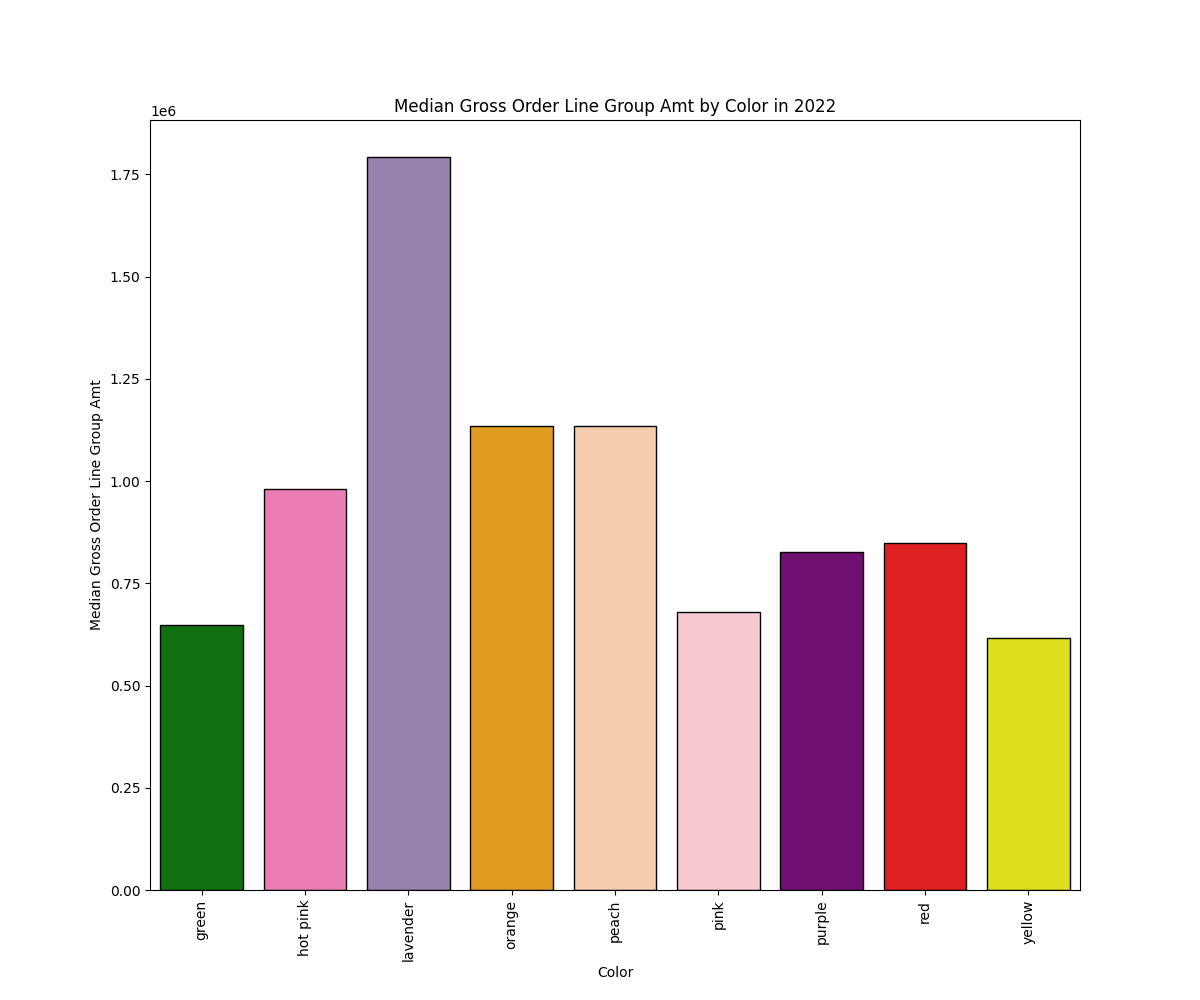 Median Gross Order Line Group Amt by Color in 2022
1e6
1.75
1.50
1.25
1.00
0.75
0.50
0.25
0.00
Median Gross Order Line Group Amt
green
hot pink
lavender
orange
peach
pink
purple
red
yellow
Color